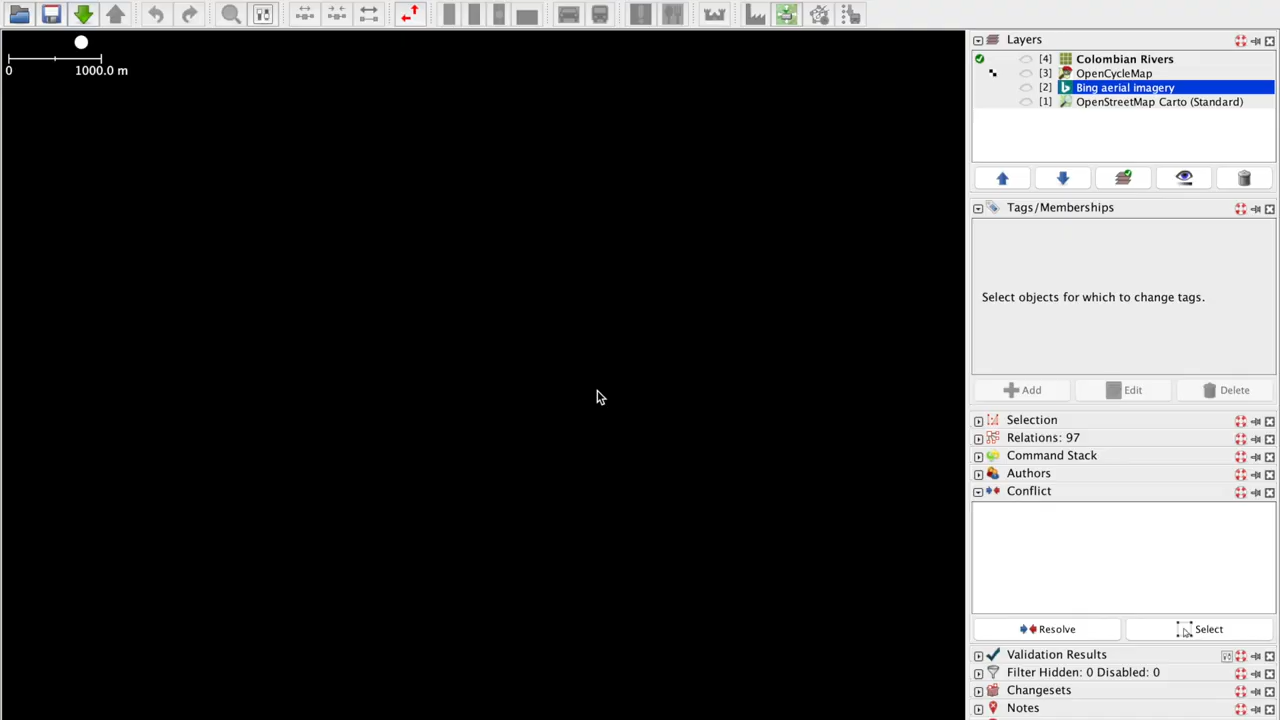 0 1000.0 m
Layers
[4] Colombian Rivers
[3] OpenCycleMap
[2] Bing aerial imagery
[1] OpenStreetMap Carto (Standard)
Tags/Memberships
Select objects for which to change tags.
Add Edit Delete
Selection
Relations: 97
Command Stack
Authors
Conflict
Resolve Select
Validation Results
Filter Hidden: 0 Disabled: 0
Changesets
Notes